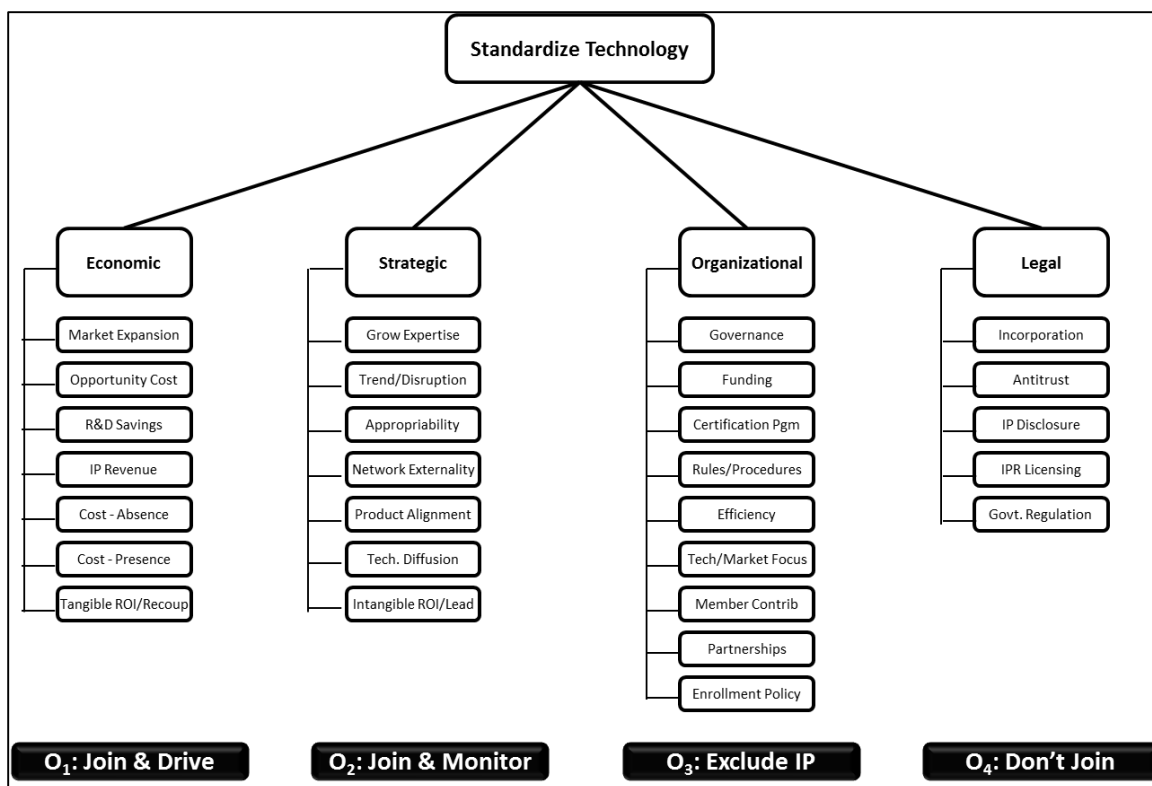 Standardize Technology
Economic
Market Expansion
Opportunity Cost
R&D Savings
IP Revenue
Cost - Absence
Cost - Presence
Tangible ROI/Recoup
Strategic
Grow Expertise
Trend/Disruption
Appropriability
Network Externality
Product Alignment
Tech. Diffusion
Intangible ROI/Lead
Organizational
Governance
Funding
Certification Pgm
Rules/Procedures
Efficiency
Tech/Market Focus
Member Contrib
Partnerships
Enrollment Policy
Legal
Incorporation
Antitrust
IP Disclosure
IPR Licensing
Govt. Regulation
O₁: Join & Drive
O₂: Join & Monitor
O₃: Exclude IP
O₄: Don’t Join